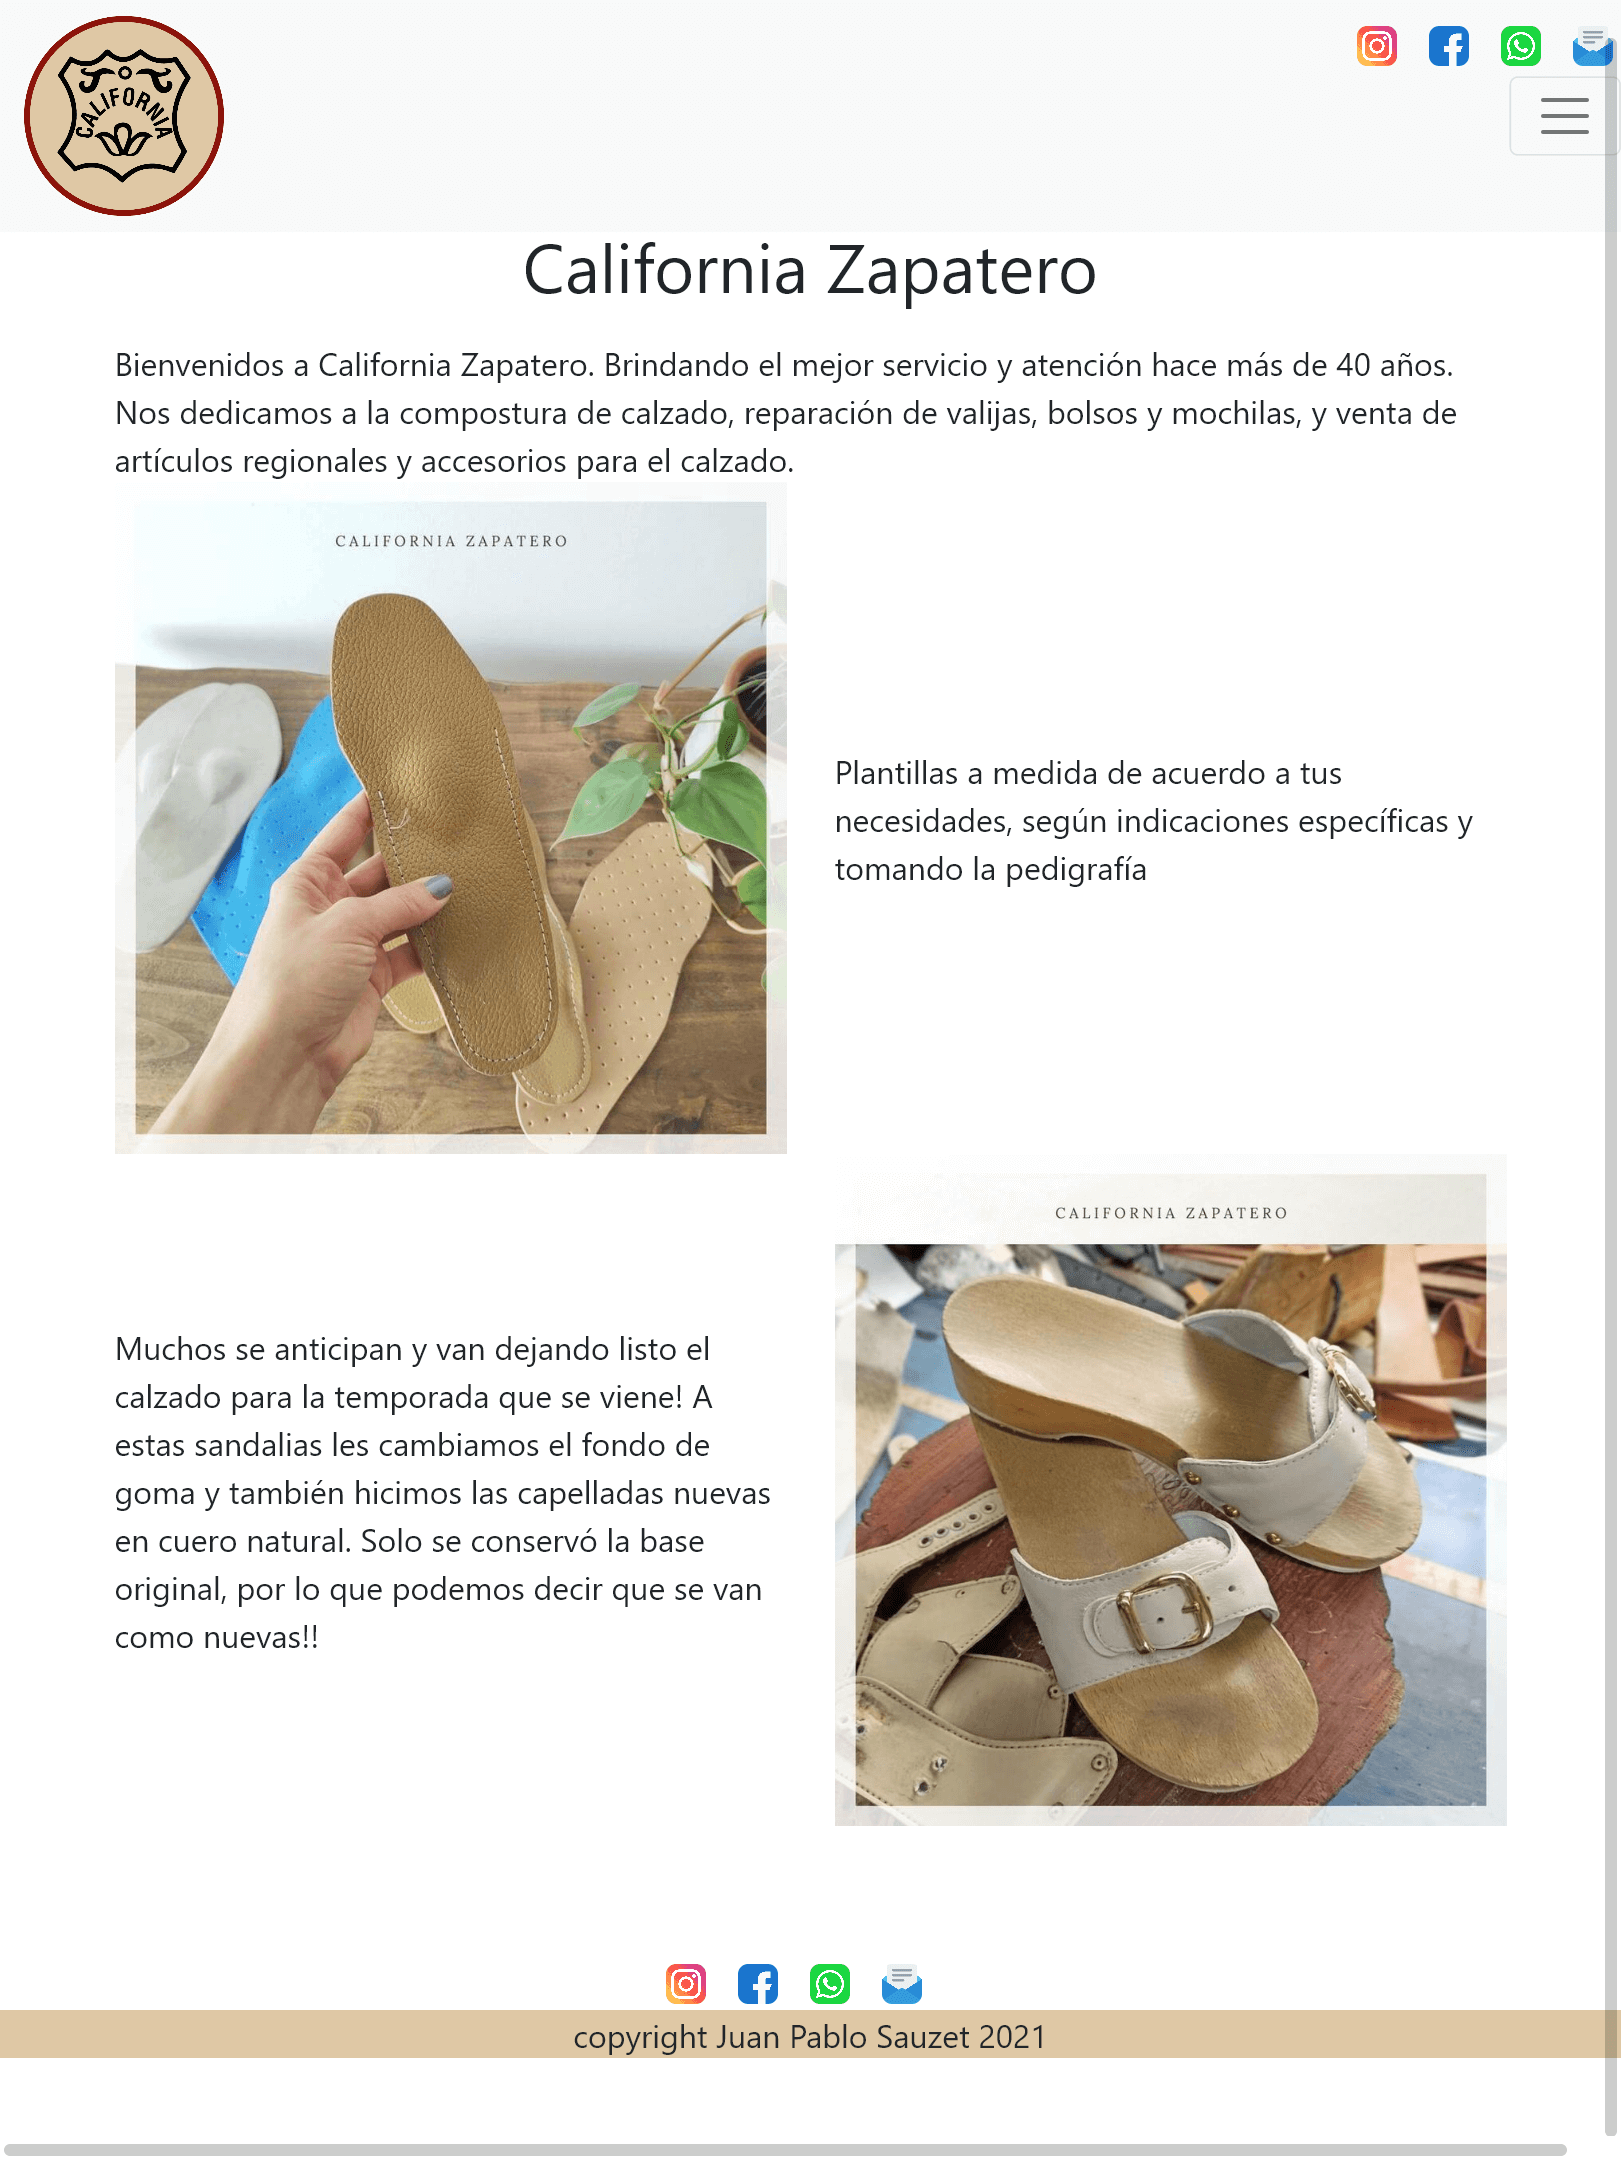 CALIFORNIA
California Zapatero
Bienvenidos a California Zapatero. Brindando el mejor servicio y atención hace más de 40 años.
Nos dedicamos a la compostura de calzado, reparación de valijas, bolsos y mochilas, y venta de
artículos regionales y accesorios para el calzado.
CALIFORNIA ZAPATERO
Plantillas a medida de acuerdo a tus
necesidades, según indicaciones específicas y
tomando la pedigrafía
CALIFORNIA ZAPATERO
Muchos se anticipan y van dejando listo el
calzado para la temporada que se viene! A
estas sandalias les cambiamos el fondo de
goma y también hicimos las capelladas nuevas
en cuero natural. Solo se conservó la base
original, por lo que podemos decir que se van
como nuevas!!
copyright Juan Pablo Sauzet 2021